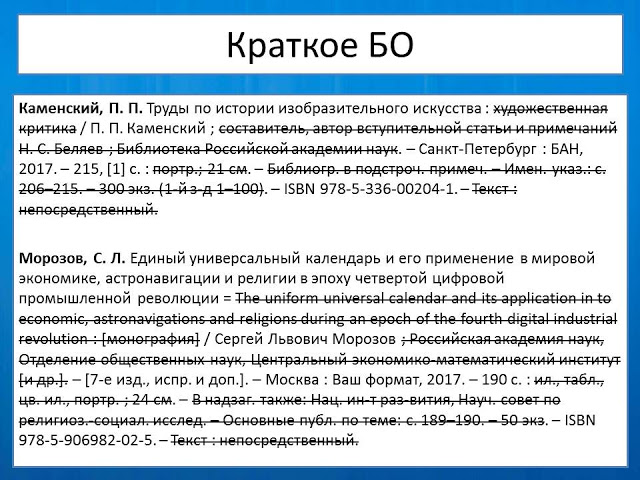 Краткое БО
Каменский, П. П. Труды по истории изобразительного искусства : художественная
критика / П. П. Каменский ; составитель, автор вступительной статьи и примечаний
Н. С. Беляев ; Библиотека Российской академии наук. – Санкт-Петербург : БАН,
2017. – 215, [1] с. : портр.; 21 см. – Библиогр. в подстроч. примеч. – Имен. указ.: с.
206–215. – 300 экз. (1-й з-д 1–100). – ISBN 978-5-336-00204-1. – Текст :
непосредственный.
Морозов, С. Л. Единый универсальный календарь и его применение в мировой
экономике, астронавигации и религии в эпоху четвертой цифровой
промышленной революции = The uniform universal calendar and its application in to
economic, astronavigations and religions during an epoch of the fourth digital industrial
revolution : [монография] / Сергей Львович Морозов ; Российская академия наук,
Отделение общественных наук, Центральный экономико-математический институт
[и др.]. – [7-е изд., испр. и доп.]. – Москва : Ваш формат, 2017. – 190 с. : ил., табл.,
цв. ил., портр. ; 24 см. – В надзаг. также: Нац. ин-т раз-вития, Науч. совет по
религиоз.-социал. исслед. – Основные публ. по теме: с. 189–190. – 50 экз. – ISBN
978-5-906982-02-5. – Текст : непосредственный.